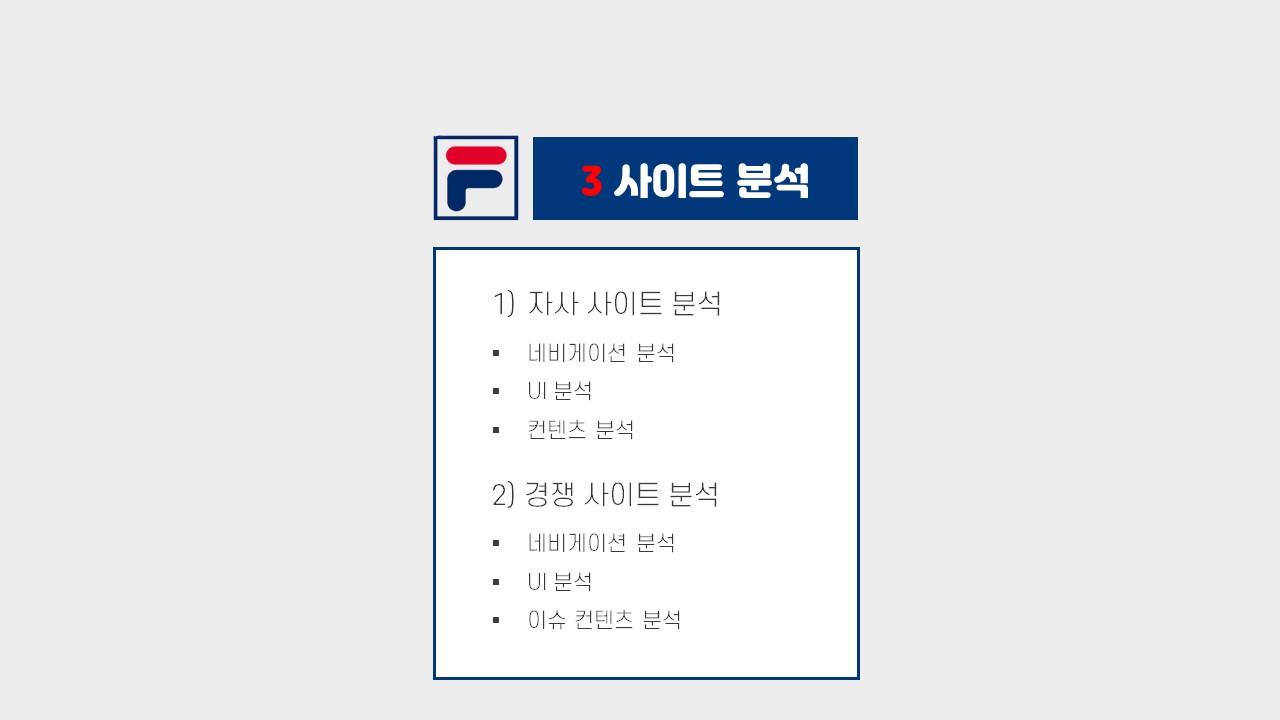 3 사이트 분석
1) 자사 사이트 분석
▪ 네비게이션 분석
▪ UI 분석
▪ 컨텐츠 분석
2) 경쟁 사이트 분석
▪ 네비게이션 분석
▪ UI 분석
▪ 이슈 컨텐츠 분석